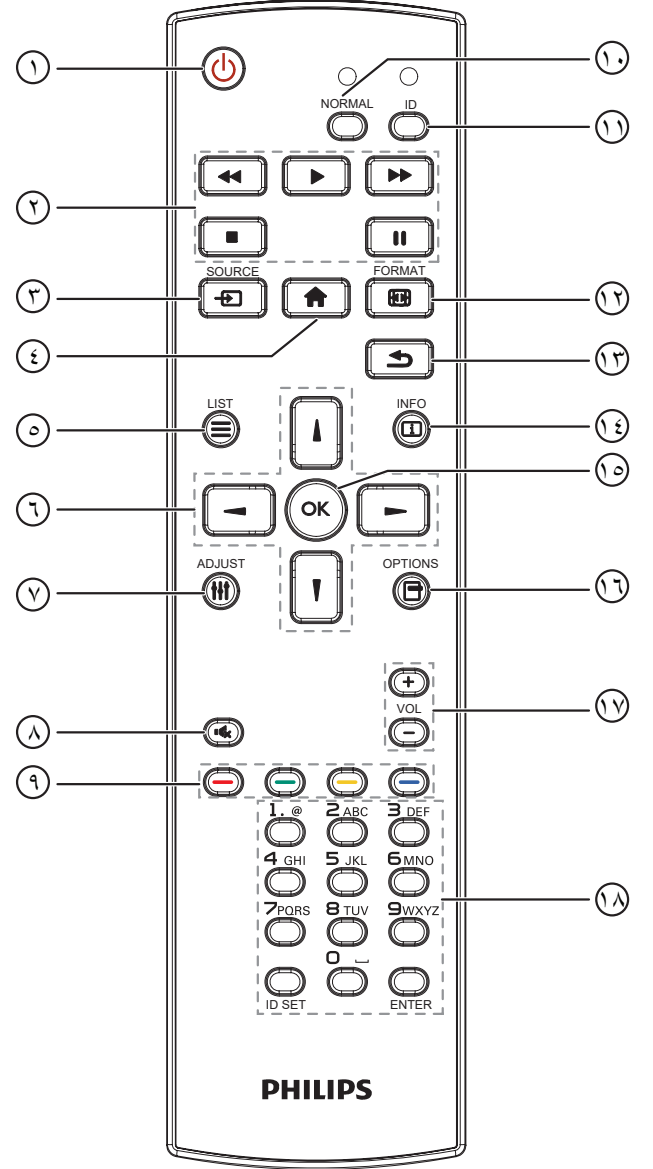 ١
١٠
NORMAL ID
١١
٢
SOURCE FORMAT
٣
١٢
٤
١٣
LIST INFO
٥
١٤
OK
١٥
٦
ADJUST OPTIONS
٧
١٦
+
VOL
١٧
−
٨
٩
1. @ 2 ABC 3 DEF
4 GHI 5 JKL 6 MNO
١٨
7 PQRS 8 TUV 9 WXYZ
0 ⎵
ID SET ENTER
PHILIPS